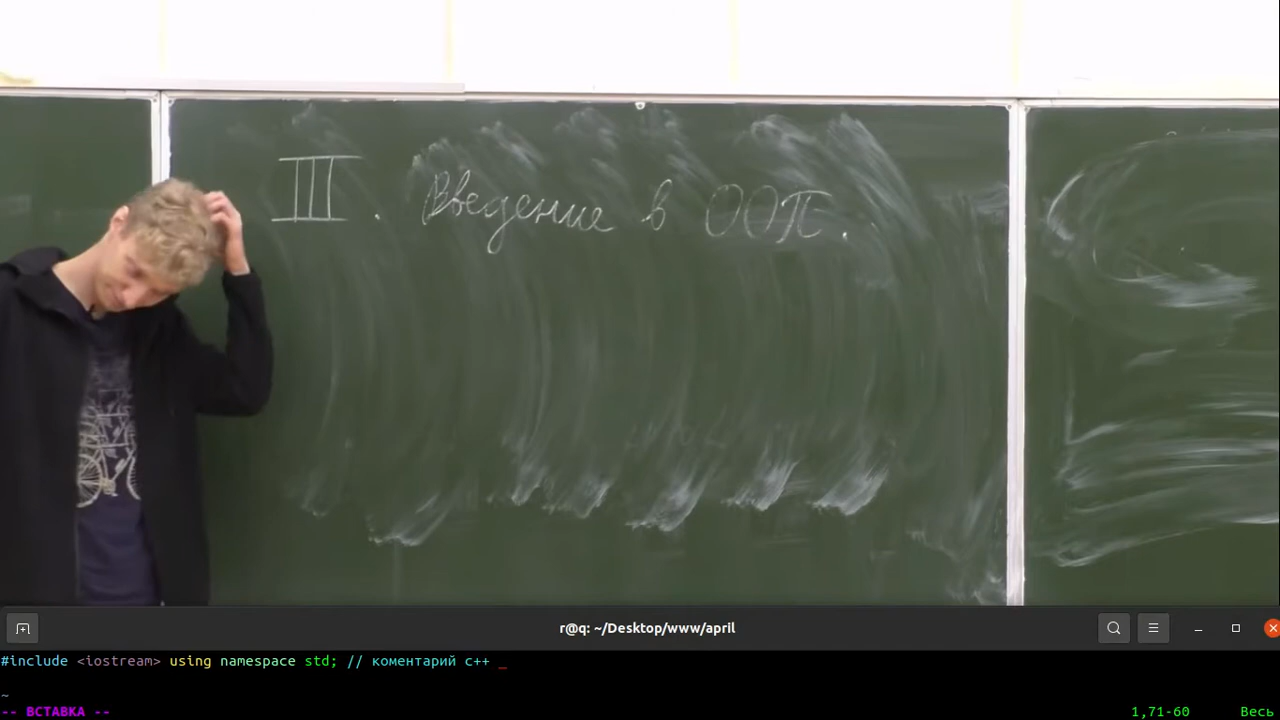 III. Введение в ООП.
r@q: ~/Desktop/www/april
#include <iostream> using namespace std; // коментарий c++ _
~
-- ВСТАВКА --
1,71-60 Весь